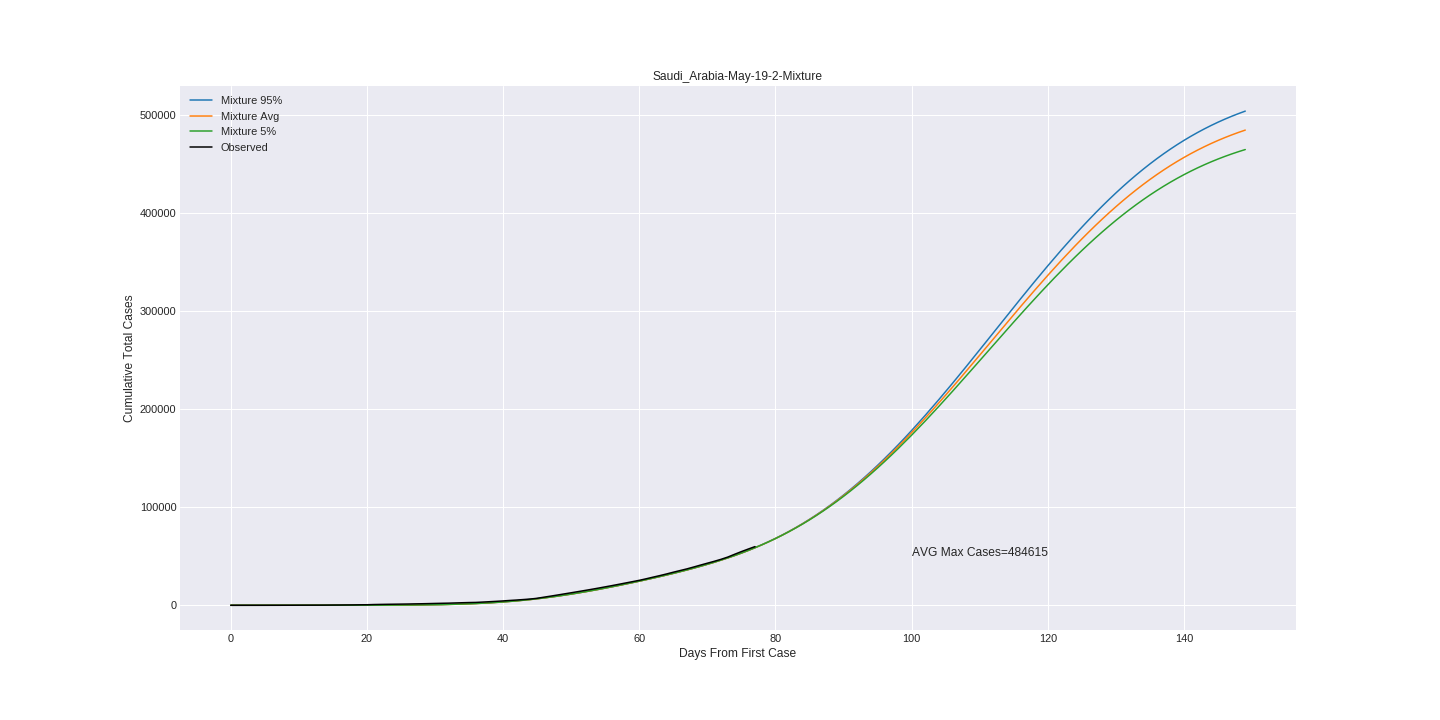 Saudi_Arabia-May-19-2-Mixture
Mixture 95%
Mixture Avg
Mixture 5%
Observed
500000
400000
300000
200000
100000
0
Cumulative Total Cases
AVG Max Cases=484615
0 20 40 60 80 100 120 140
Days From First Case